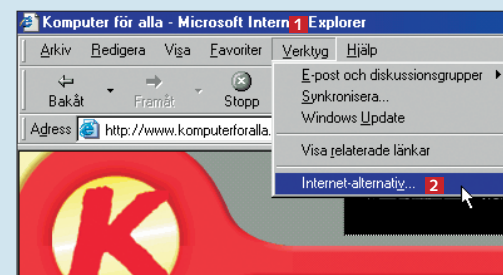 Komputer för alla - Microsoft Intern 1 Explorer
Arkiv Redigera Visa Favoriter Verktyg Hjälp
Bakåt Framåt Stopp
Adress http://www.komputerforalla.
E-post och diskussionsgrupper
Synkronisera...
Windows Update
Visa relaterade länkar
Internet-alternativ... 2
K